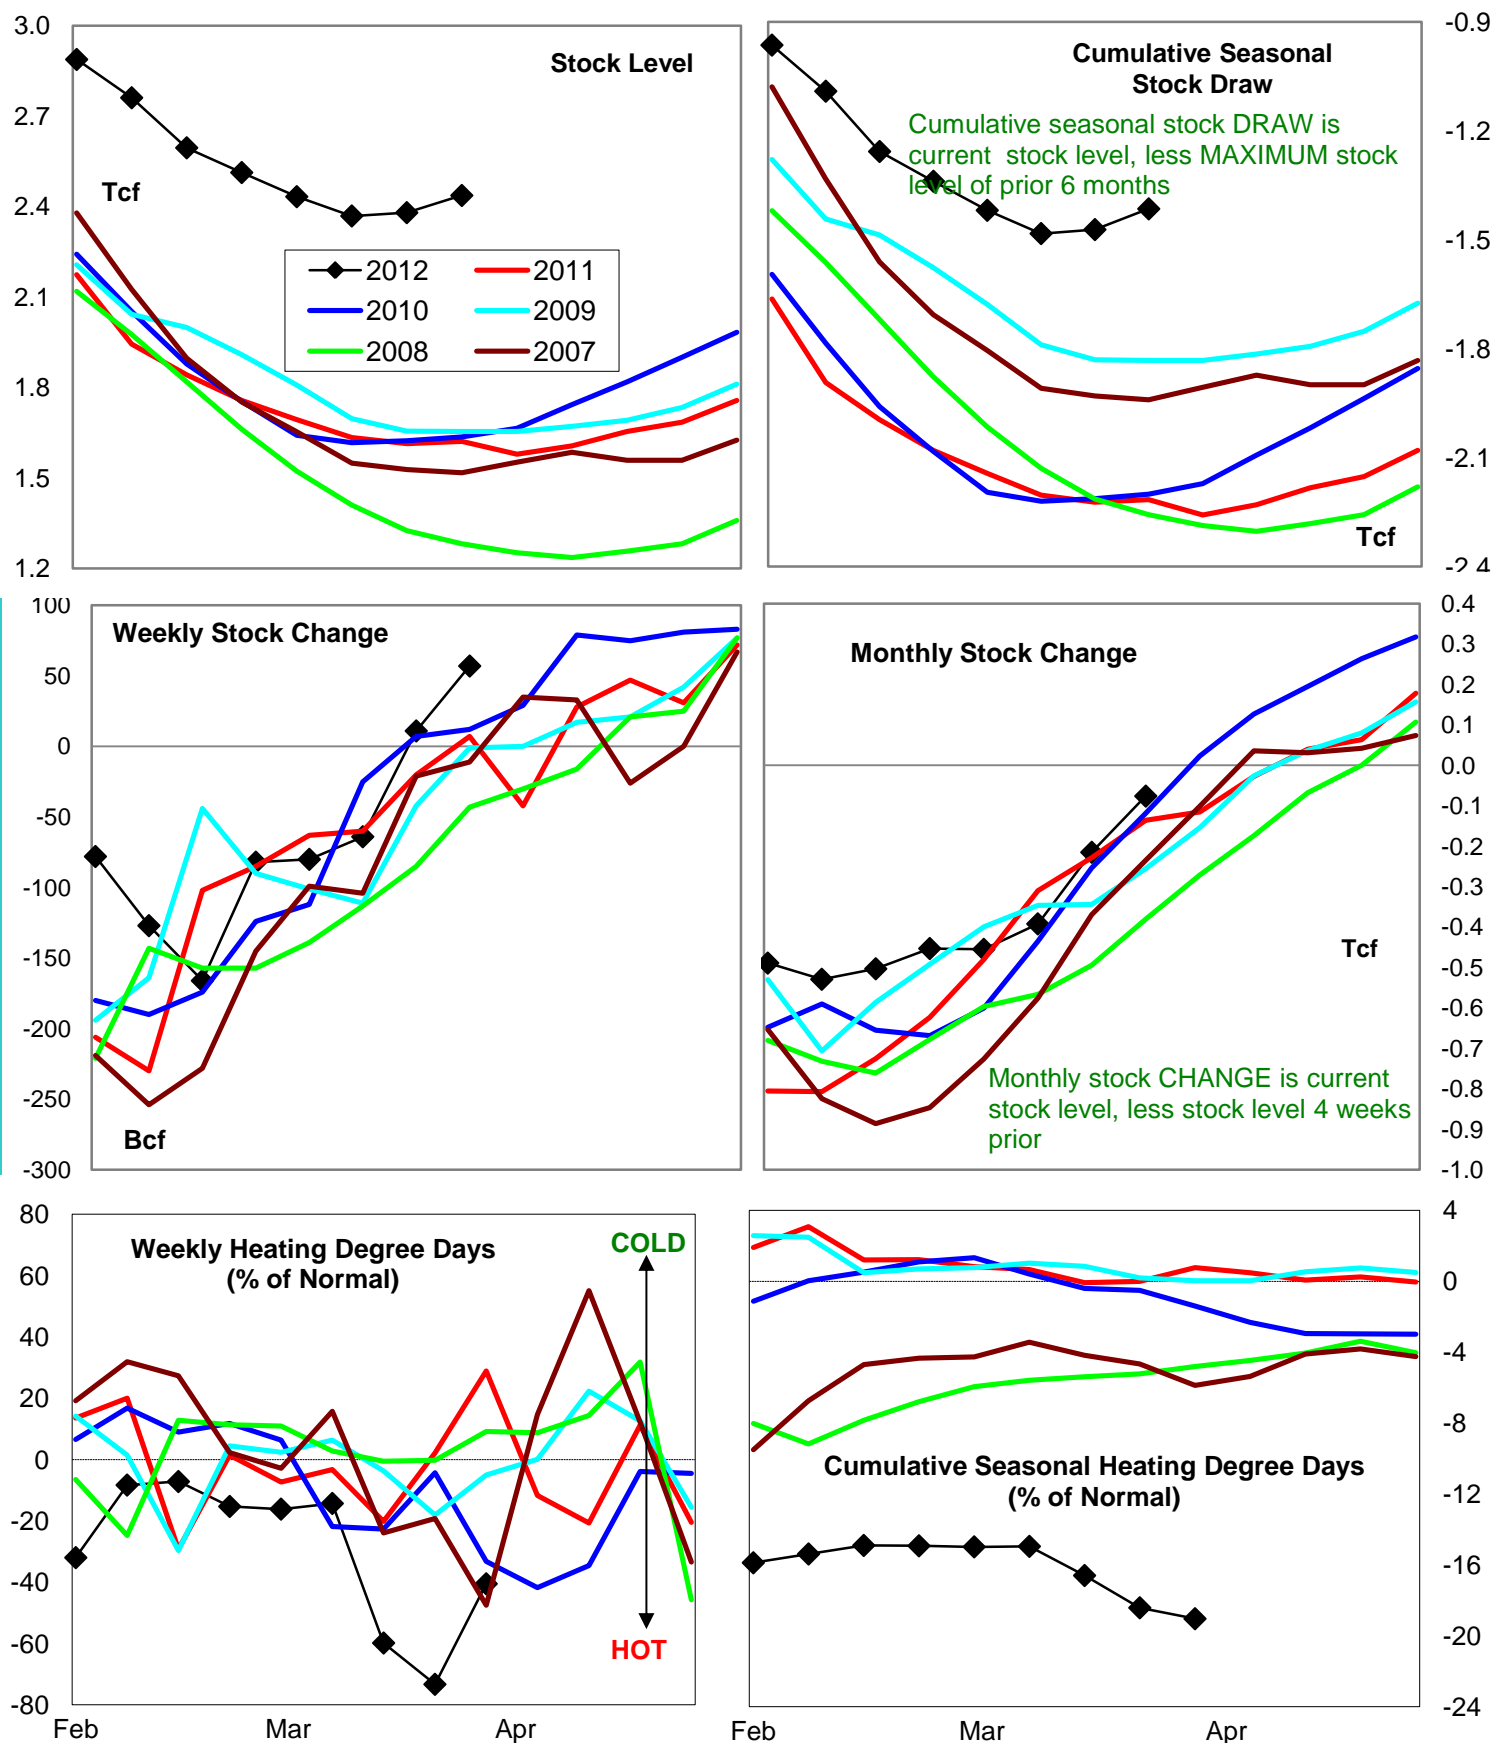 3.0
2.7
2.4
2.1
1.8
1.5
1.2
Stock Level
Tcf
2012
2011
2010
2009
2008
2007
Cumulative Seasonal
Stock Draw
Cumulative seasonal stock DRAW is
current stock level, less MAXIMUM stock
level of prior 6 months
Tcf
-0.9
-1.2
-1.5
-1.8
-2.1
-2.4
100
50
0
-50
-100
-150
-200
-250
-300
Weekly Stock Change
Bcf
Monthly Stock Change
Tcf
Monthly stock CHANGE is current
stock level, less stock level 4 weeks
prior
0.4
0.3
0.2
0.1
0.0
-0.1
-0.2
-0.3
-0.4
-0.5
-0.6
-0.7
-0.8
-0.9
-1.0
80
60
40
20
0
-20
-40
-60
-80
Weekly Heating Degree Days
(% of Normal)
COLD
HOT
Feb
Mar
Apr
4
0
-4
-8
-12
-16
-20
-24
Cumulative Seasonal Heating Degree Days
(% of Normal)
Feb
Mar
Apr